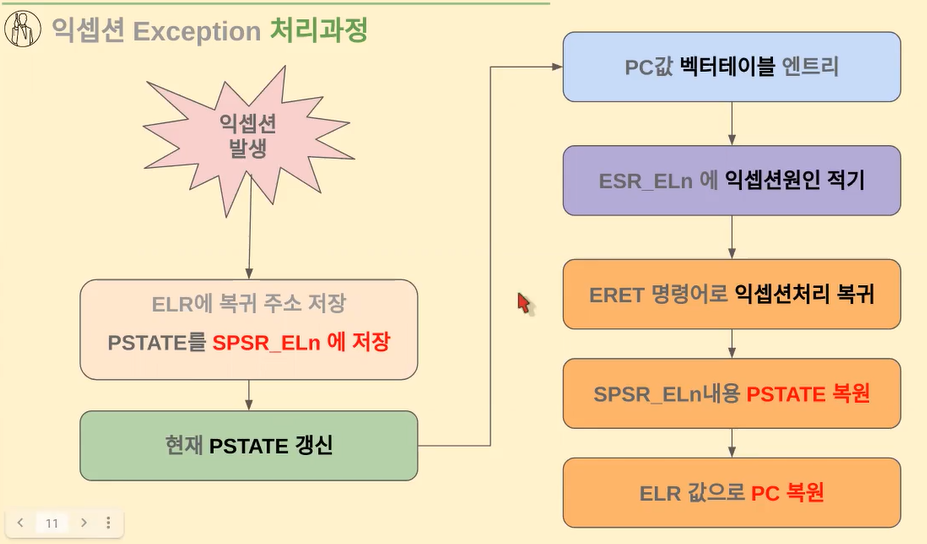 익셉션 Exception 처리과정
익셉션
발생
ELR에 복귀 주소 저장
PSTATE를 SPSR_ELn 에 저장
현재 PSTATE 갱신
PC값 벡터테이블 엔트리
ESR_ELn 에 익셉션원인 적기
ERET 명령어로 익셉션처리 복귀
SPSR_ELn내용 PSTATE 복원
ELR 값으로 PC 복원
11